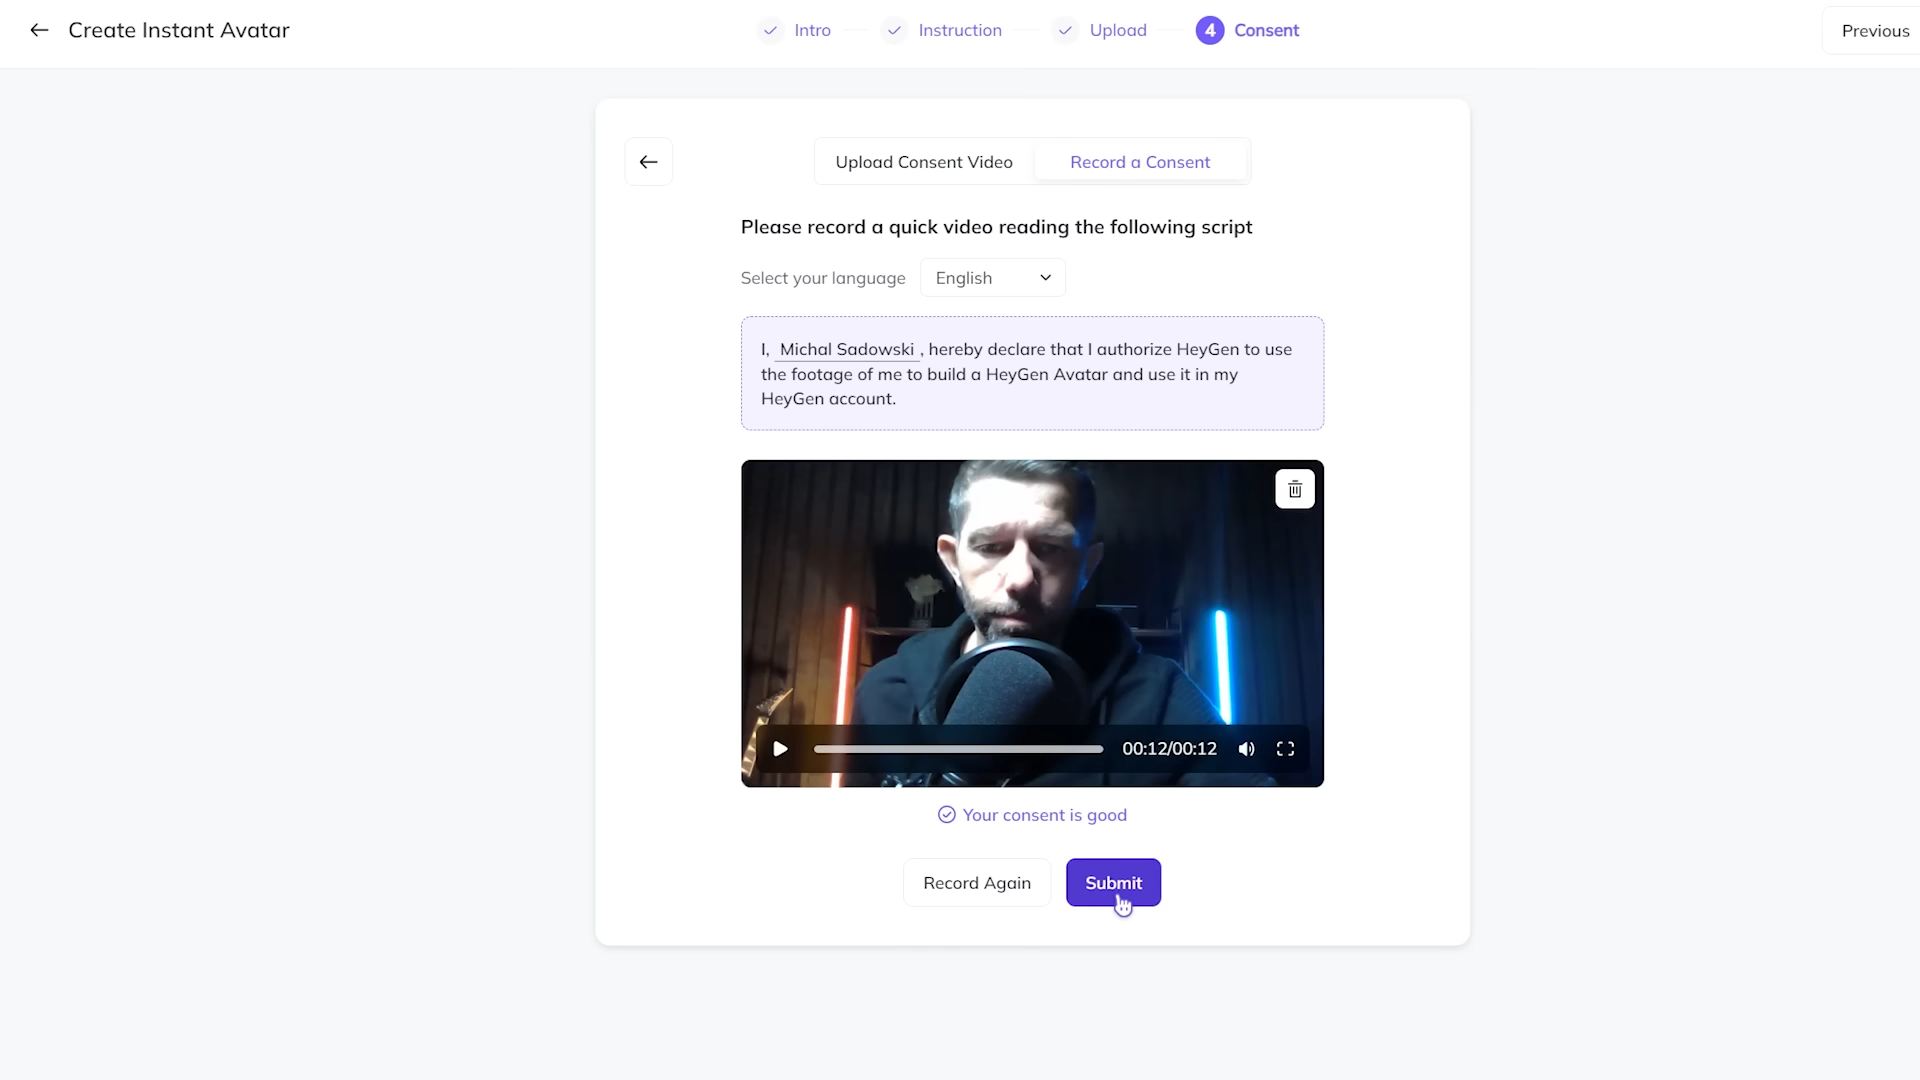 Create Instant Avatar
Intro
Instruction
Upload
4 Consent
Previous
Upload Consent Video
Record a Consent
Please record a quick video reading the following script
Select your language English
I, Michal Sadowski , hereby declare that I authorize HeyGen to use
the footage of me to build a HeyGen Avatar and use it in my
HeyGen account.
00:12/00:12
Your consent is good
Record Again
Submit